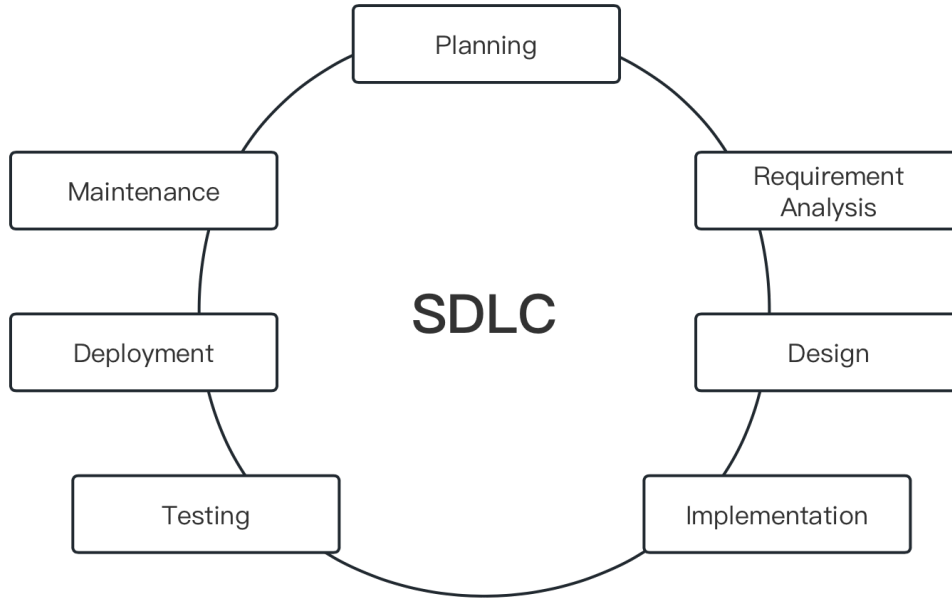 Planning
Maintenance
Requirement
Analysis
SDLC
Deployment
Design
Testing
Implementation